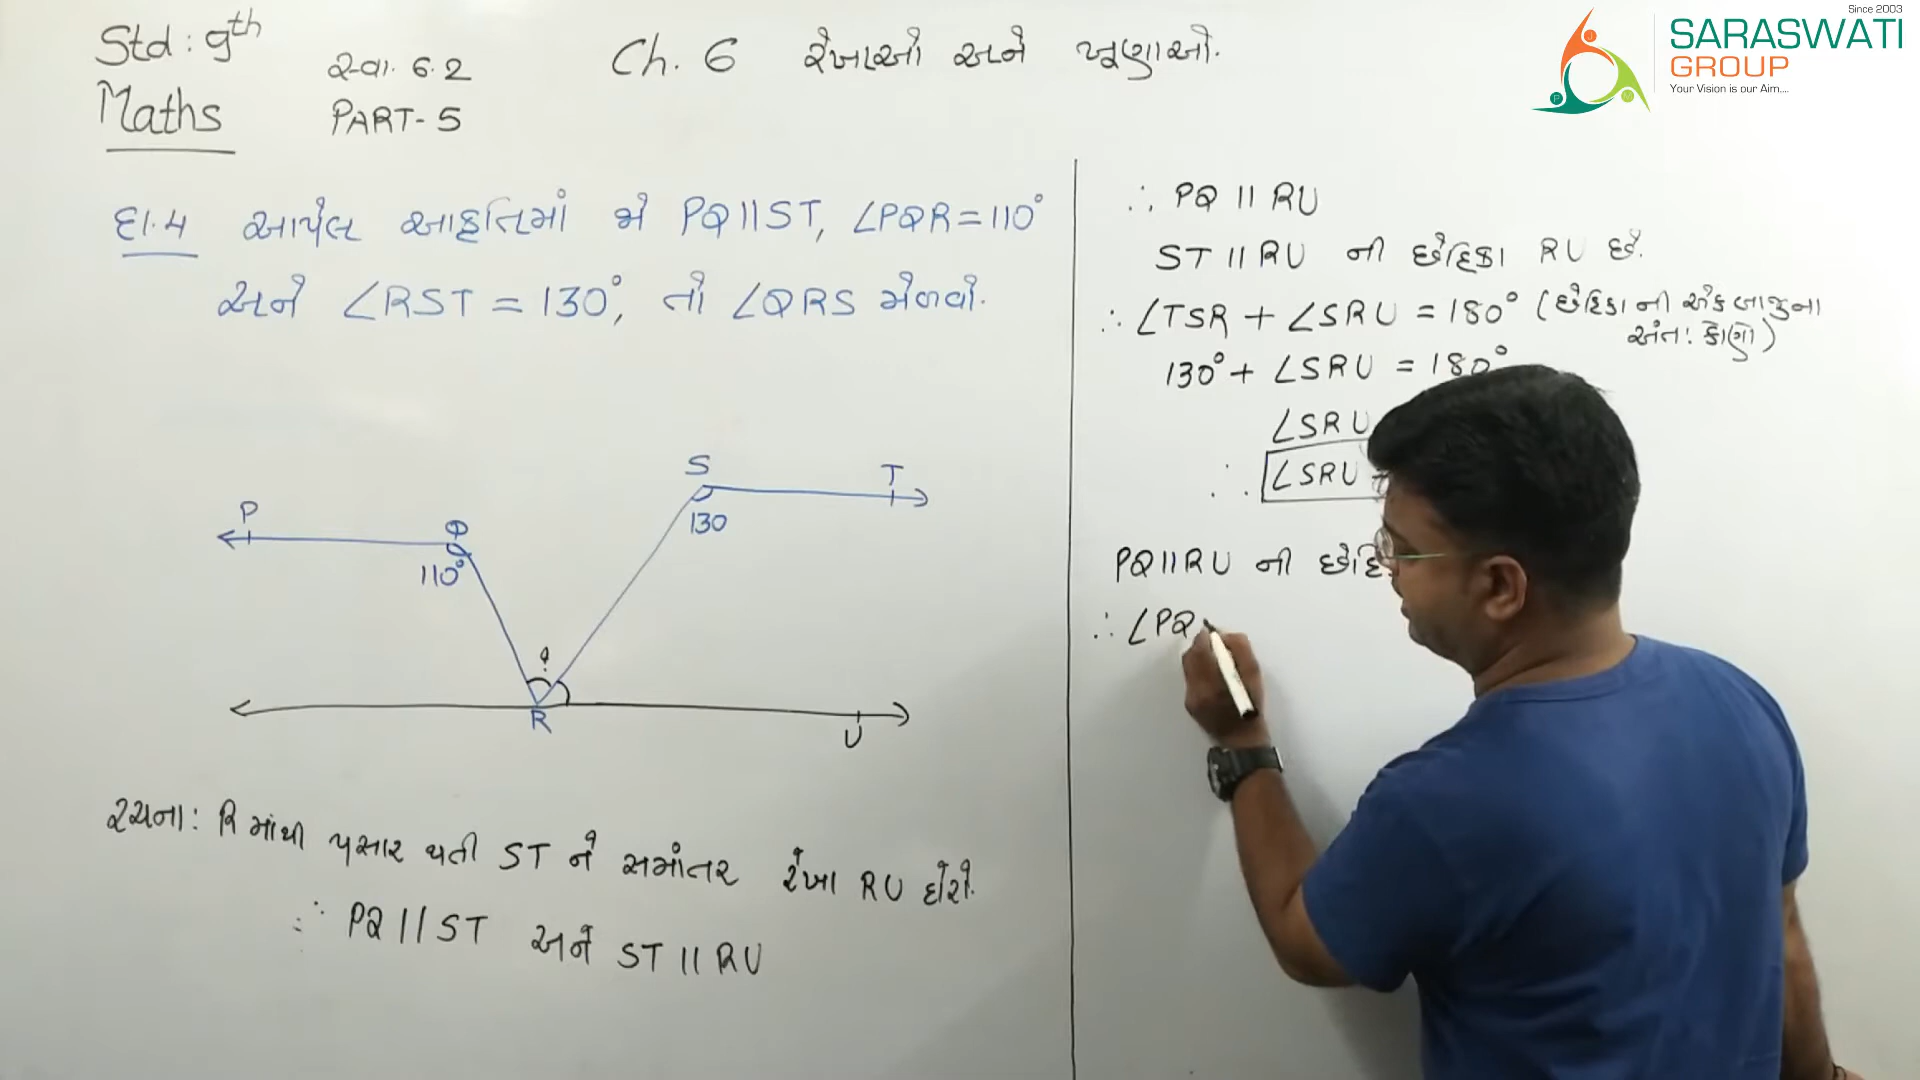 Std : 9th
Maths
સ્વા. 6.2
PART-5
Ch. 6 રેખાઓ અને ખૂણાઓ.
Since 2003
SARASWATI
GROUP
Your Vision is our Aim....
P
M
દા.4 આપેલ આકૃતિમાં જો PQ||ST, ∠PQR=110°
અને ∠RST = 130°, તો ∠QRS મેળવો.
S
T
P
Q
130
110°
?
R
U
રચના: R માંથી પસાર થતી ST ને સમાંતર રેખા RU દોરો.
∴ PQ || ST અને ST || RU
∴ PQ || RU
ST || RU ની છેદિકા RU છે.
∴ ∠TSR + ∠SRU = 180° (છેદિકા ની એક બાજુના
અંત: કોણો)
130° + ∠SRU = 180°
∠SRU
∴ ∠SRU =
PQ||RU ની
∴ ∠PQ